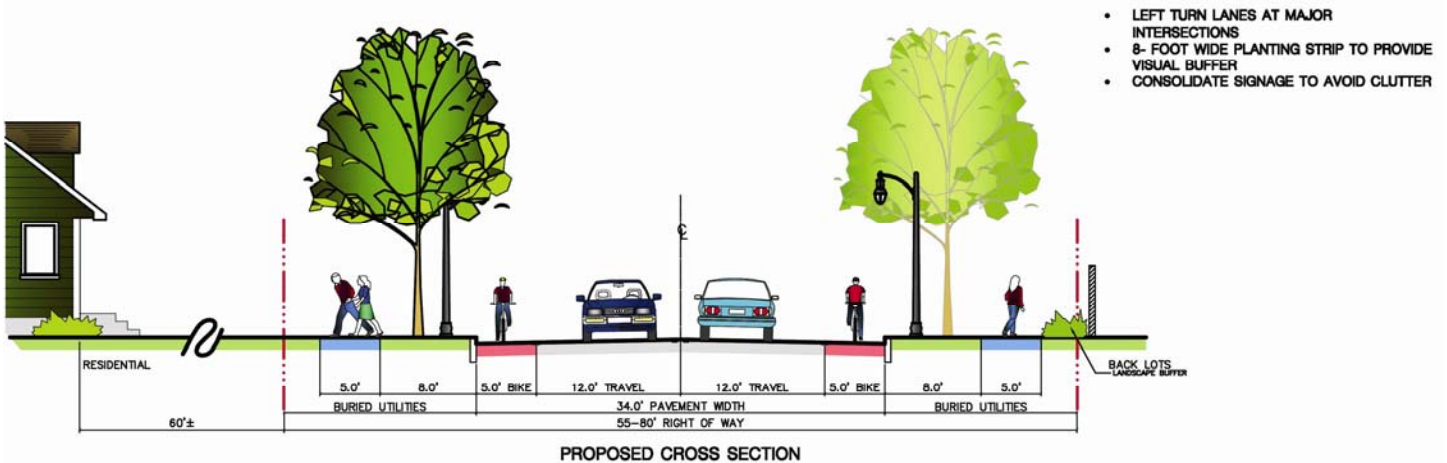 • LEFT TURN LANES AT MAJOR
INTERSECTIONS
• 8- FOOT WIDE PLANTING STRIP TO PROVIDE
VISUAL BUFFER
• CONSOLIDATE SIGNAGE TO AVOID CLUTTER
℄
RESIDENTIAL
BACK LOTS
LANDSCAPE BUFFER
5.0' 8.0' 5.0' BIKE 12.0' TRAVEL 12.0' TRAVEL 5.0' BIKE 8.0' 5.0'
BURIED UTILITIES 34.0' PAVEMENT WIDTH BURIED UTILITIES
60'± 55-80' RIGHT OF WAY
PROPOSED CROSS SECTION